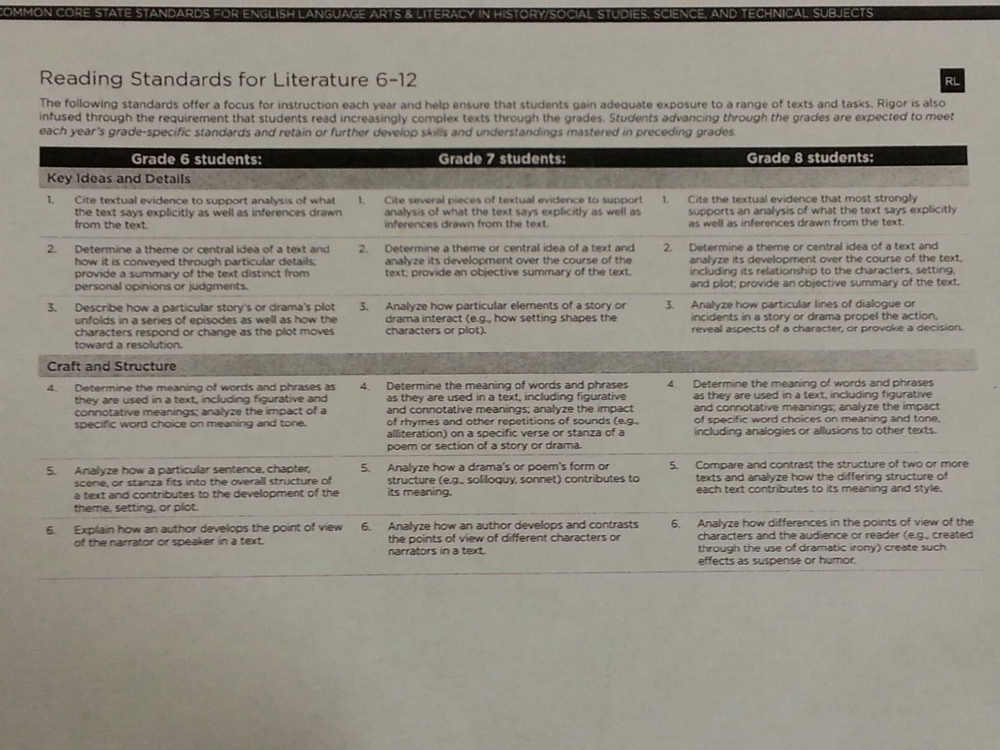 COMMON CORE STATE STANDARDS FOR ENGLISH LANGUAGE ARTS & LITERACY IN HISTORY/SOCIAL STUDIES, SCIENCE, AND TECHNICAL SUBJECTS
Reading Standards for Literature 6–12
RL
The following standards offer a focus for instruction each year and help ensure that students gain adequate exposure to a range of texts and tasks. Rigor is also
infused through the requirement that students read increasingly complex texts through the grades. Students advancing through the grades are expected to meet
each year's grade-specific standards and retain or further develop skills and understandings mastered in preceding grades.
Grade 6 students: Grade 7 students: Grade 8 students:
Key Ideas and Details
1. Cite textual evidence to support analysis of what
the text says explicitly as well as inferences drawn
from the text.
1. Cite several pieces of textual evidence to support
analysis of what the text says explicitly as well as
inferences drawn from the text.
1. Cite the textual evidence that most strongly
supports an analysis of what the text says explicitly
as well as inferences drawn from the text.
2. Determine a theme or central idea of a text and
how it is conveyed through particular details;
provide a summary of the text distinct from
personal opinions or judgments.
2. Determine a theme or central idea of a text and
analyze its development over the course of the
text; provide an objective summary of the text.
2. Determine a theme or central idea of a text and
analyze its development over the course of the text,
including its relationship to the characters, setting,
and plot; provide an objective summary of the text.
3. Describe how a particular story's or drama's plot
unfolds in a series of episodes as well as how the
characters respond or change as the plot moves
toward a resolution.
3. Analyze how particular elements of a story or
drama interact (e.g., how setting shapes the
characters or plot).
3. Analyze how particular lines of dialogue or
incidents in a story or drama propel the action,
reveal aspects of a character, or provoke a decision.
Craft and Structure
4. Determine the meaning of words and phrases as
they are used in a text, including figurative and
connotative meanings; analyze the impact of a
specific word choice on meaning and tone.
4. Determine the meaning of words and phrases
as they are used in a text, including figurative
and connotative meanings; analyze the impact
of rhymes and other repetitions of sounds (e.g.,
alliteration) on a specific verse or stanza of a
poem or section of a story or drama.
4. Determine the meaning of words and phrases
as they are used in a text, including figurative
and connotative meanings; analyze the impact
of specific word choices on meaning and tone,
including analogies or allusions to other texts.
5. Analyze how a particular sentence, chapter,
scene, or stanza fits into the overall structure of
a text and contributes to the development of the
theme, setting, or plot.
5. Analyze how a drama's or poem's form or
structure (e.g., soliloquy, sonnet) contributes to
its meaning.
5. Compare and contrast the structure of two or more
texts and analyze how the differing structure of
each text contributes to its meaning and style.
6. Explain how an author develops the point of view
of the narrator or speaker in a text.
6. Analyze how an author develops and contrasts
the points of view of different characters or
narrators in a text.
6. Analyze how differences in the points of view of the
characters and the audience or reader (e.g., created
through the use of dramatic irony) create such
effects as suspense or humor.